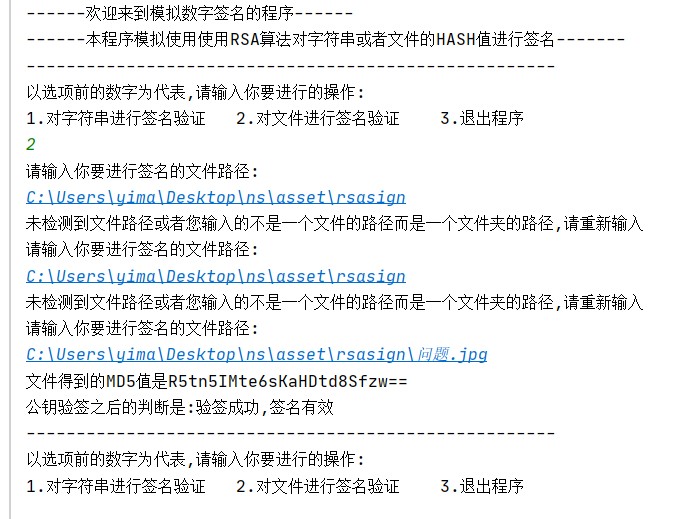 ------欢迎来到模拟数字签名的程序------
------本程序模拟使用使用RSA算法对字符串或者文件的HASH值进行签名-------
-----------------------------------------------------
以选项前的数字为代表,请输入你要进行的操作:
1.对字符串进行签名验证   2.对文件进行签名验证    3.退出程序
2
请输入你要进行签名的文件路径:
C:\Users\yima\Desktop\ns\asset\rsasign
未检测到文件路径或者您输入的不是一个文件的路径而是一个文件夹的路径,请重新输入
请输入你要进行签名的文件路径:
C:\Users\yima\Desktop\ns\asset\rsasign
未检测到文件路径或者您输入的不是一个文件的路径而是一个文件夹的路径,请重新输入
请输入你要进行签名的文件路径:
C:\Users\yima\Desktop\ns\asset\rsasign\问题.jpg
文件得到的MD5值是R5tn5IMte6sKaHDtd8Sfzw==
公钥验签之后的判断是:验签成功,签名有效
-----------------------------------------------------
以选项前的数字为代表,请输入你要进行的操作:
1.对字符串进行签名验证   2.对文件进行签名验证    3.退出程序